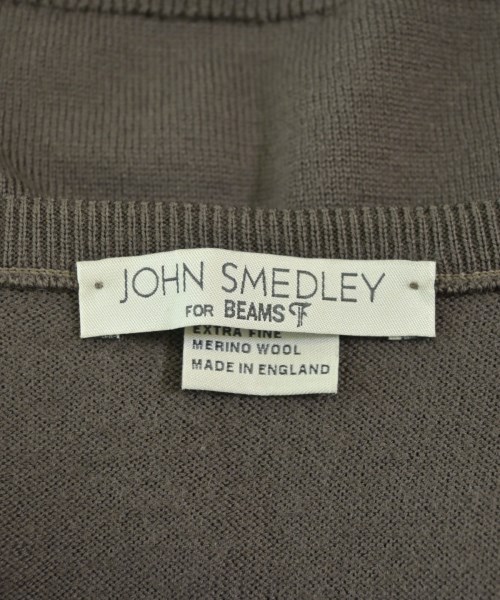 JOHN SMEDLEY
FOR BEAMS F
EXTRA FINE
MERINO WOOL
MADE IN ENGLAND